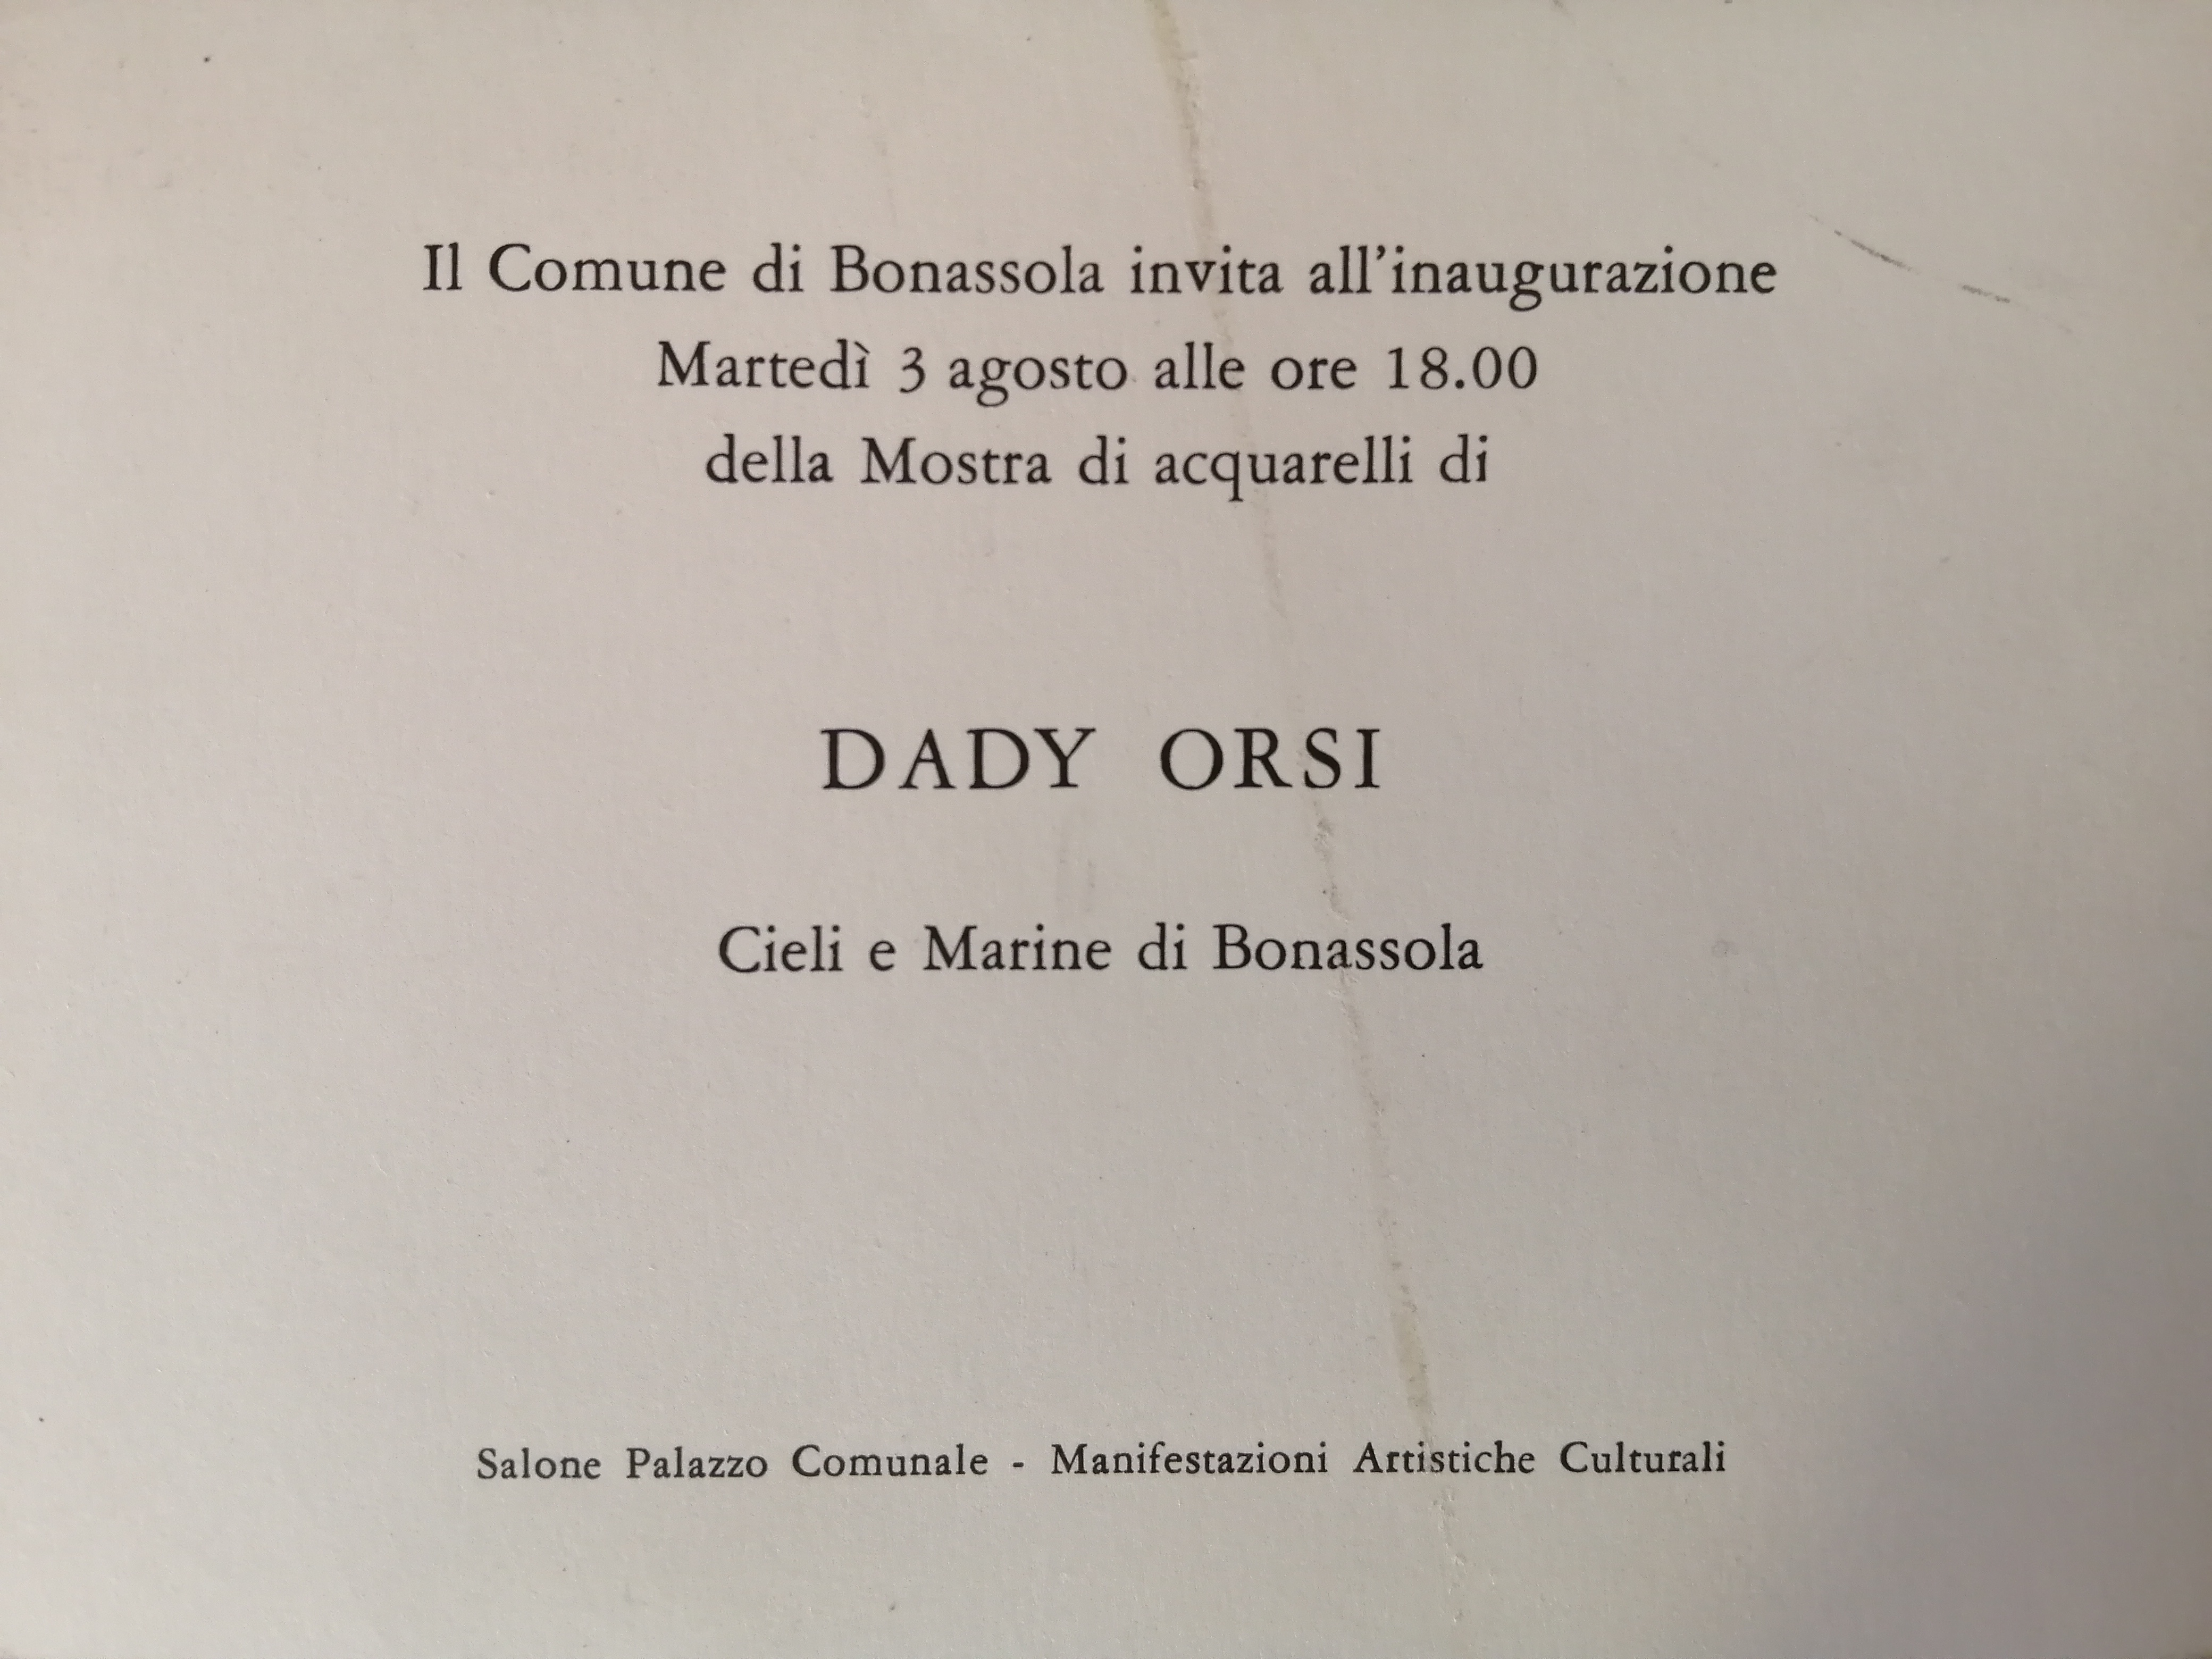 Il Comune di Bonassola invita all'inaugurazione
Martedì 3 agosto alle ore 18.00
della Mostra di acquarelli di
DADY ORSI
Cieli e Marine di Bonassola
Salone Palazzo Comunale - Manifestazioni Artistiche Culturali